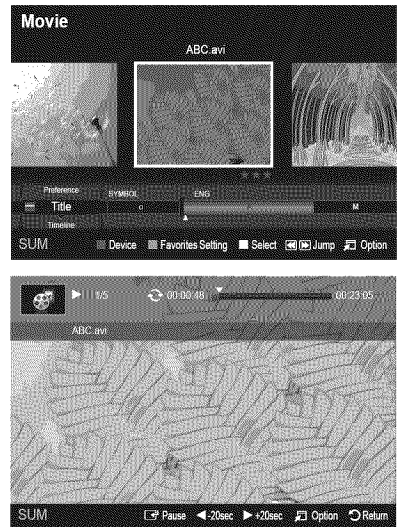 Movie
ABC.avi
Preference
SYMBOL ENG
Title M
Timeline
SUM Device Favorites Setting Select Jump Option
1/5 00:00:48 00:23:05
ABC.avi
SUM Pause -20sec +20sec Option Return